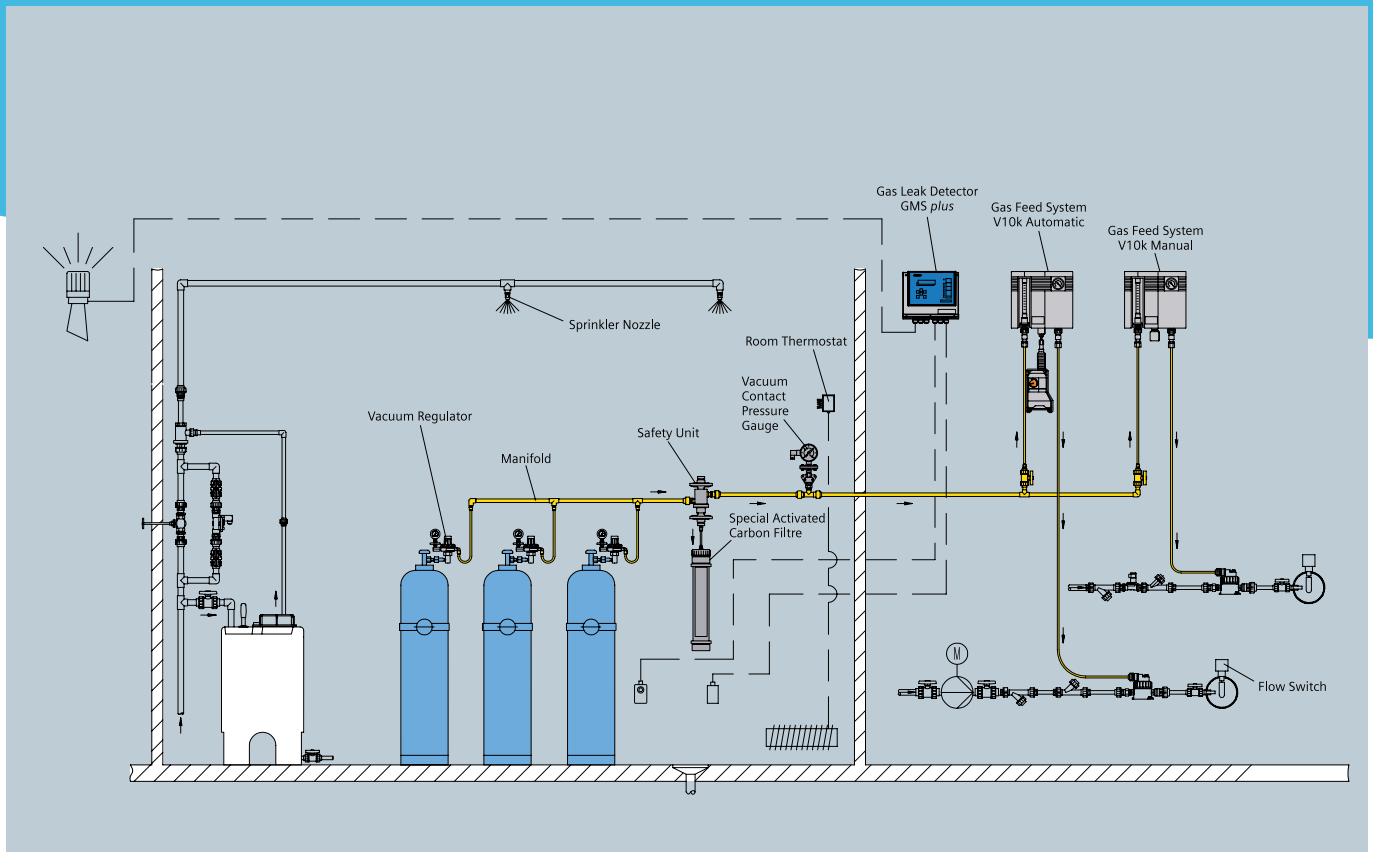 Gas Leak Detector
GMS plus
Gas Feed System
V10k Automatic
Gas Feed System
V10k Manual
Sprinkler Nozzle
Room Thermostat
Vacuum
Contact
Pressure
Gauge
Vacuum Regulator
Safety Unit
Manifold
Special Activated
Carbon Filtre
M
Flow Switch